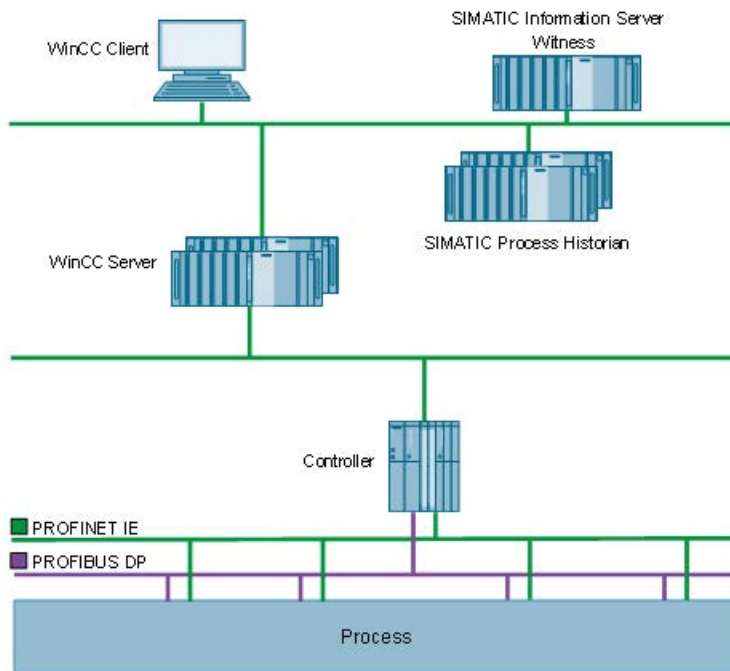 WinCC Client
SIMATIC Information Server
Witness
WinCC Server
SIMATIC Process Historian
Controller
PROFINET IE
PROFIBUS DP
Process